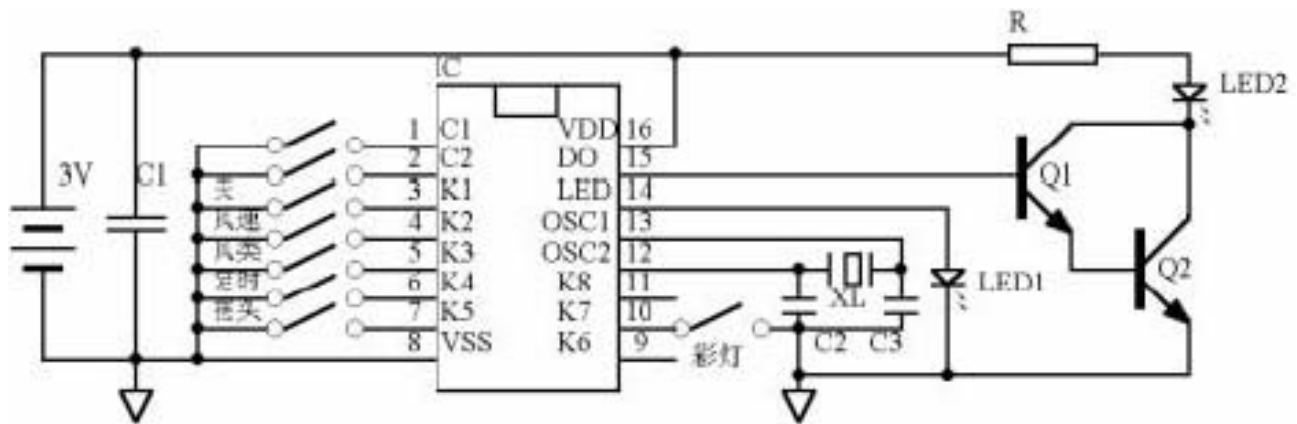 R
IC
LED2
1 C1 VDD 16
2 C2 DO 15
3V C1 关 3 K1 LED 14 Q1
风速 4 K2 OSC1 13
风类 5 K3 OSC2 12
定时 6 K4 K8 11 XL LED1 Q2
摇头 7 K5 K7 10
8 VSS K6 9 彩灯 C2 C3